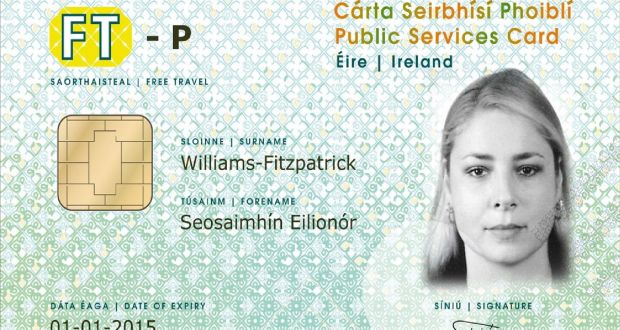 FT - P
SAORTHAISTEAL | FREE TRAVEL
Cárta Seirbhísí Phoiblí
Public Services Card
Éire | Ireland
SLOINNE | SURNAME
Williams-Fitzpatrick
TÚSAINM | FORENAME
Seosaimhín Eilionór
DÁTA ÉAGA | DATE OF EXPIRY
01-01-2015
SÍNIÚ | SIGNATURE